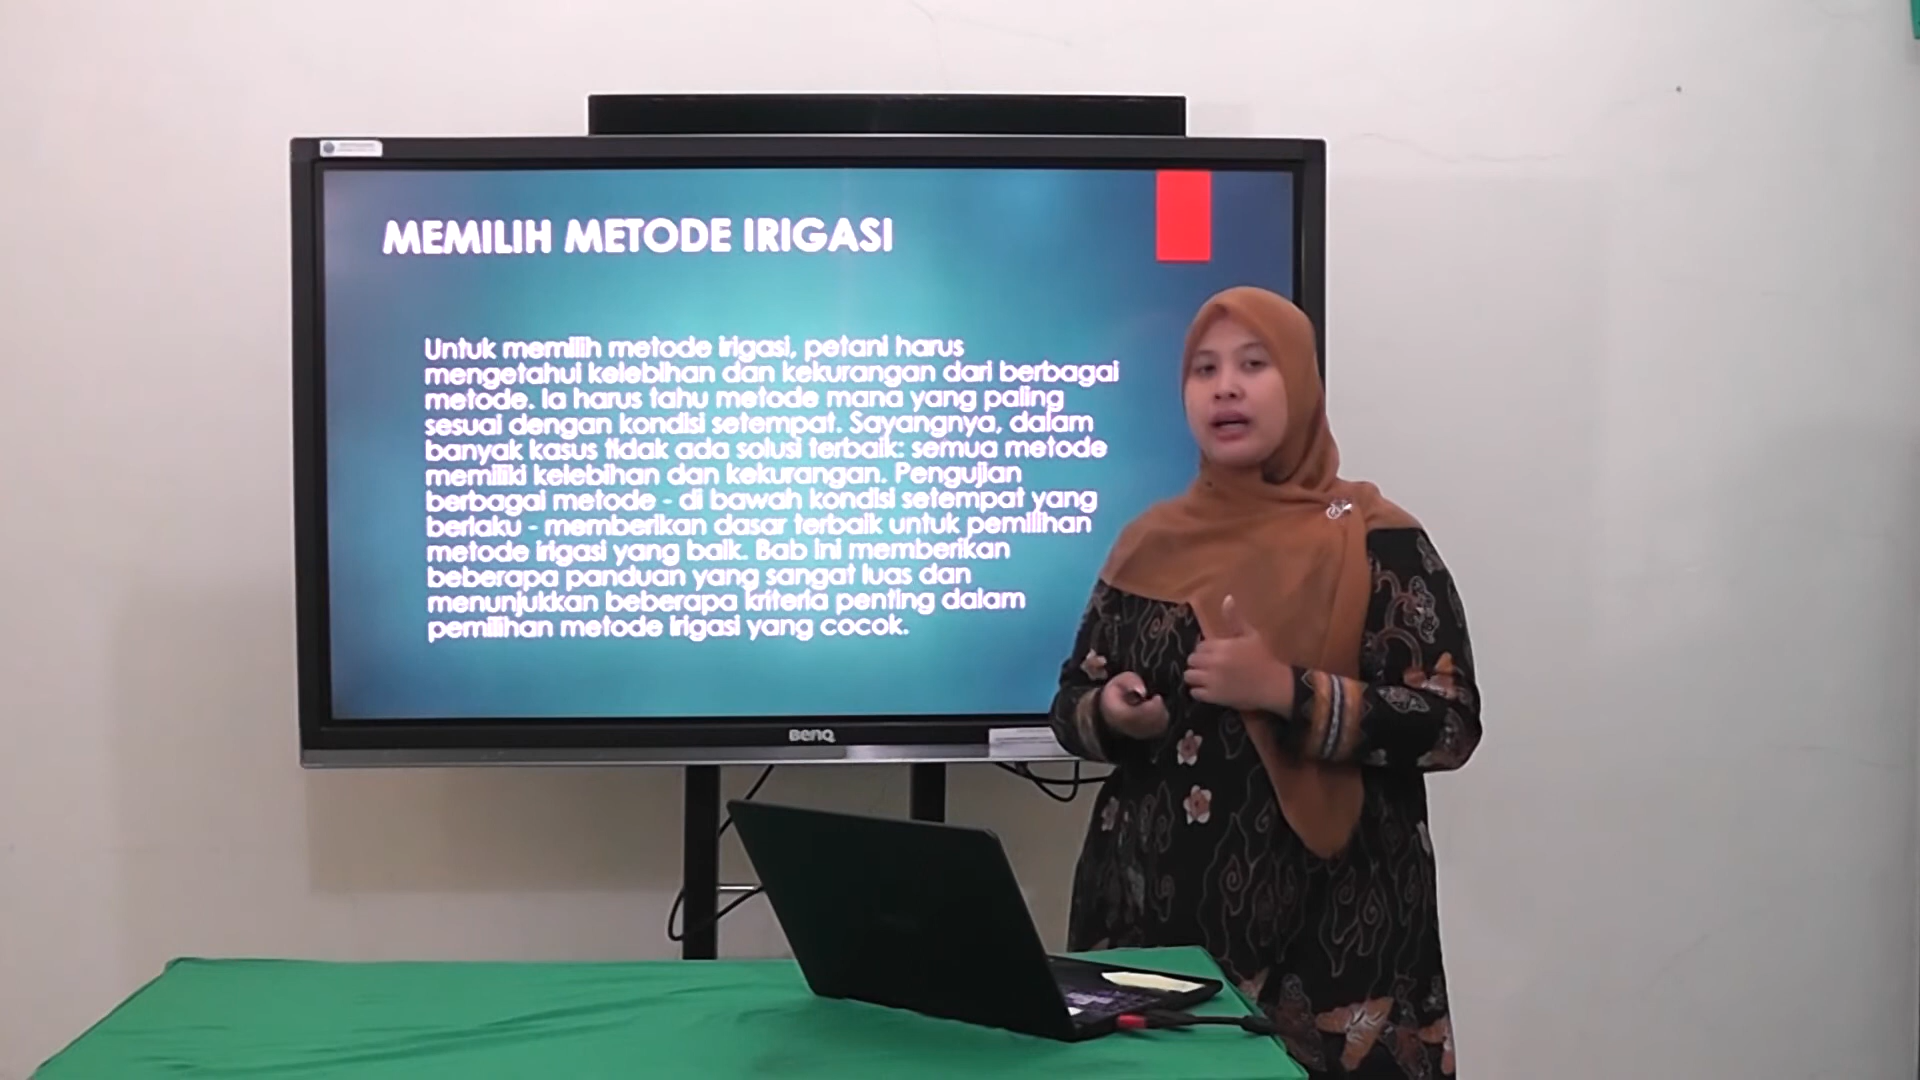 MEMILIH METODE IRIGASI
Untuk memilih metode irigasi, petani harus
mengetahui kelebihan dan kekurangan dari berbagai
metode. Ia harus tahu metode mana yang paling
sesuai dengan kondisi setempat. Sayangnya, dalam
banyak kasus tidak ada solusi terbaik: semua metode
memiliki kelebihan dan kekurangan. Pengujian
berbagai metode - di bawah kondisi setempat yang
berlaku - memberikan dasar terbaik untuk pemilihan
metode irigasi yang baik. Bab ini memberikan
beberapa panduan yang sangat luas dan
menunjukkan beberapa kriteria penting dalam
pemilihan metode irigasi yang cocok.
BenQ